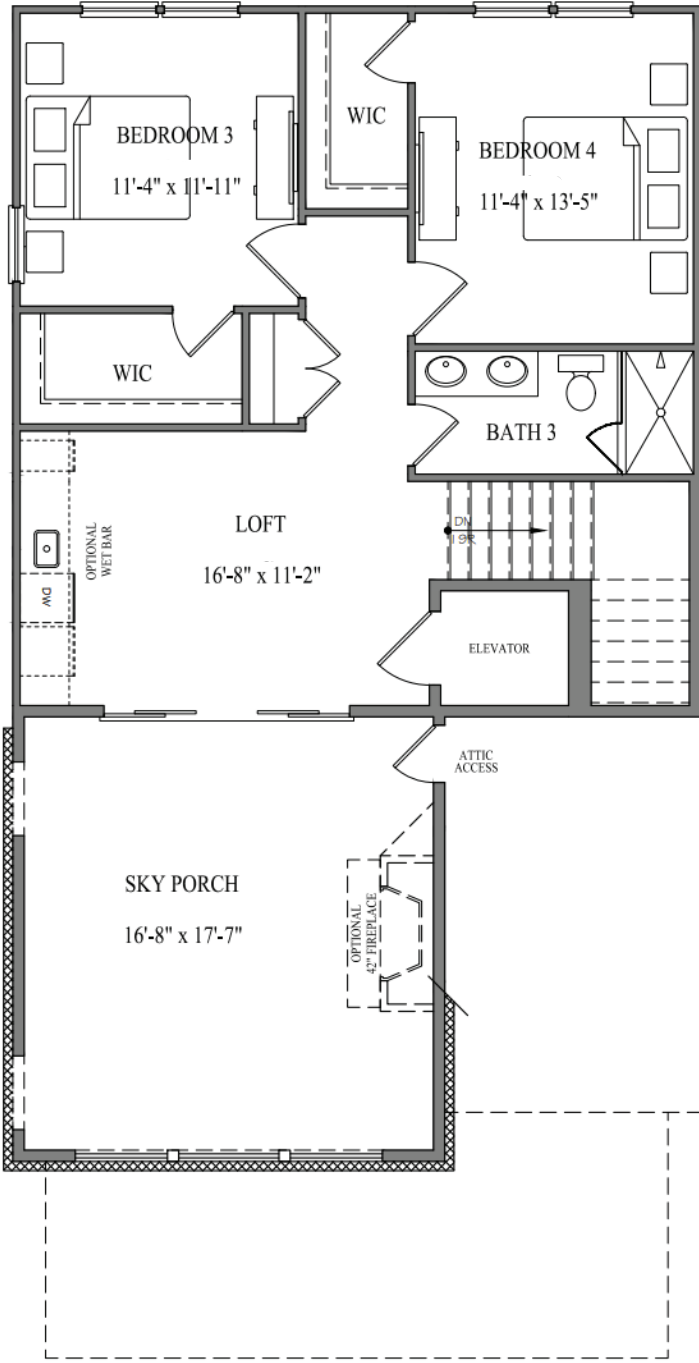 BEDROOM 3
11'-4" x 11'-11"
WIC
BEDROOM 4
11'-4" x 13'-5"
WIC
BATH 3
LOFT
16'-8" x 11'-2"
OPTIONAL
WET BAR
DW
DN
19R
ELEVATOR
ATTIC
ACCESS
SKY PORCH
16'-8" x 17'-7"
OPTIONAL
42" FIREPLACE